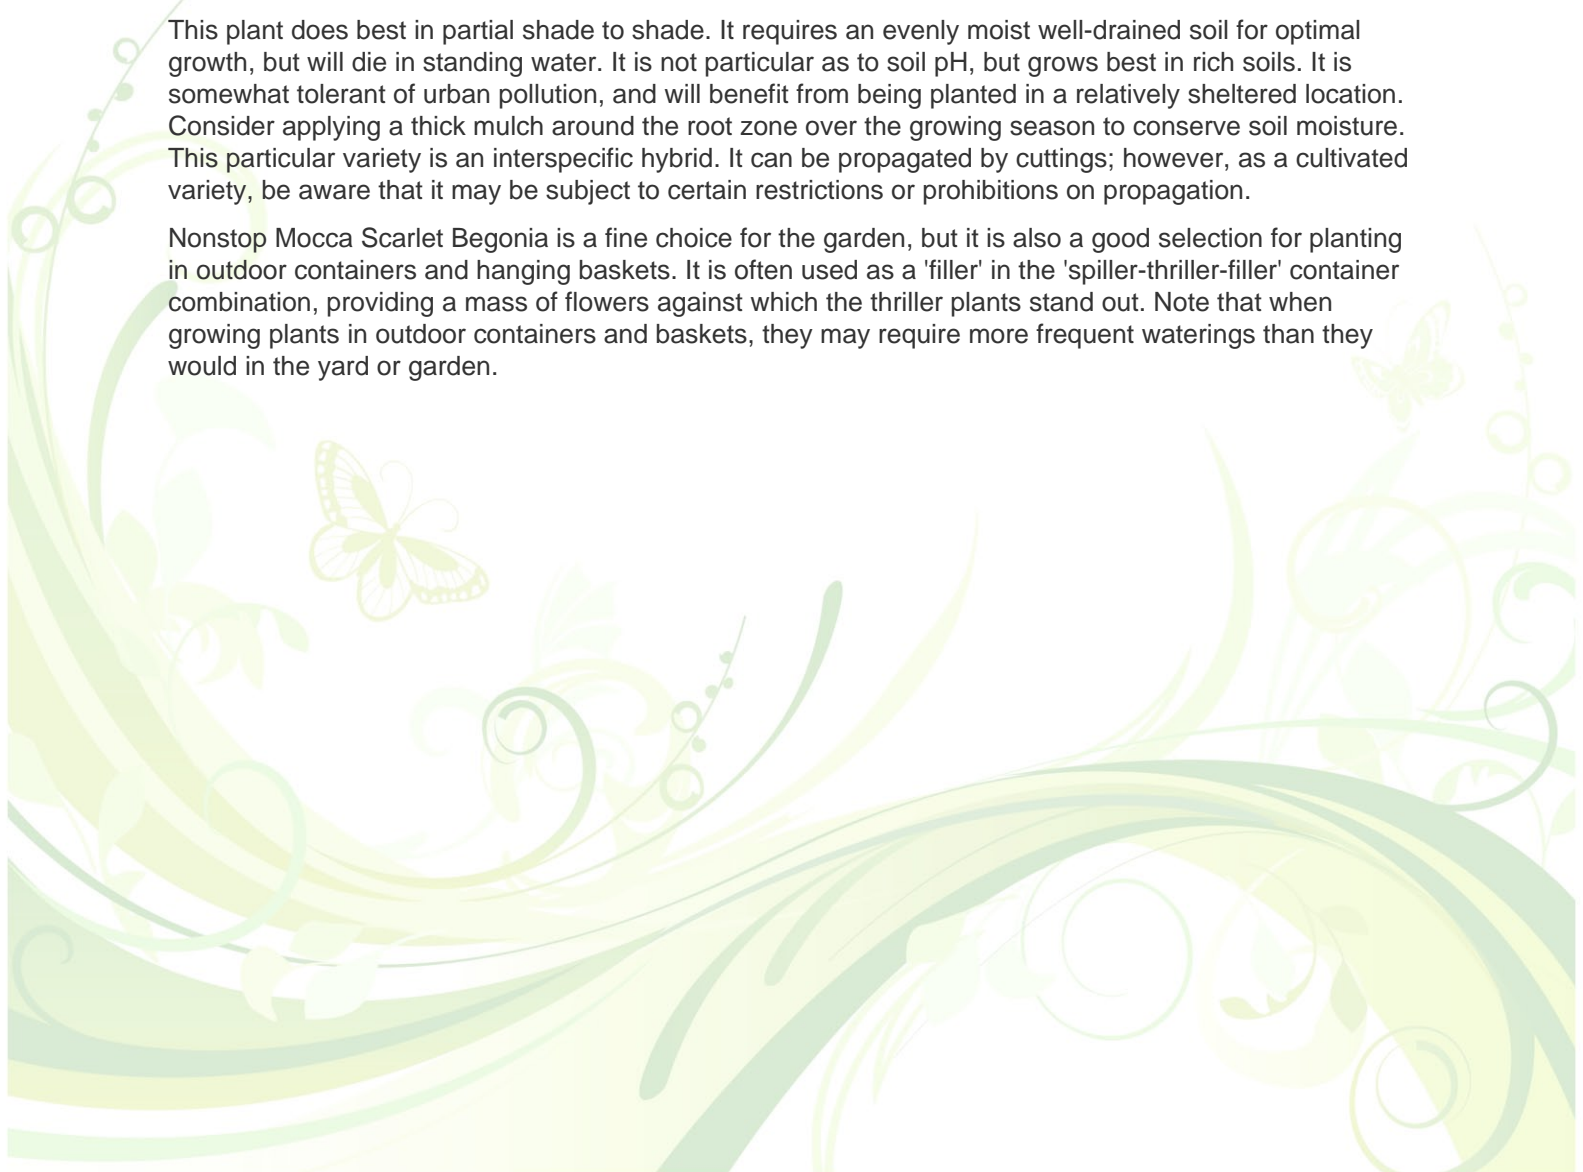 This plant does best in partial shade to shade. It requires an evenly moist well-drained soil for optimal
growth, but will die in standing water. It is not particular as to soil pH, but grows best in rich soils. It is
somewhat tolerant of urban pollution, and will benefit from being planted in a relatively sheltered location.
Consider applying a thick mulch around the root zone over the growing season to conserve soil moisture.
This particular variety is an interspecific hybrid. It can be propagated by cuttings; however, as a cultivated
variety, be aware that it may be subject to certain restrictions or prohibitions on propagation.
Nonstop Mocca Scarlet Begonia is a fine choice for the garden, but it is also a good selection for planting
in outdoor containers and hanging baskets. It is often used as a 'filler' in the 'spiller-thriller-filler' container
combination, providing a mass of flowers against which the thriller plants stand out. Note that when
growing plants in outdoor containers and baskets, they may require more frequent waterings than they
would in the yard or garden.